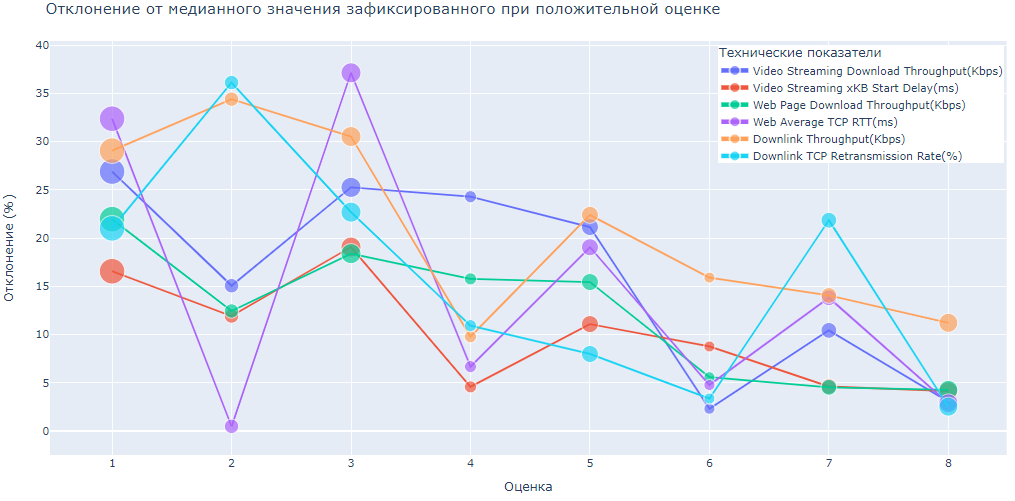 Отклонение от медианного значения зафиксированного при положительной оценке
Технические показатели
Video Streaming Download Throughput(Kbps)
Video Streaming xKB Start Delay(ms)
Web Page Download Throughput(Kbps)
Web Average TCP RTT(ms)
Downlink Throughput(Kbps)
Downlink TCP Retransmission Rate(%)
Отклонение (%)
40
35
30
25
20
15
10
5
0
1 2 3 4 5 6 7 8
Оценка